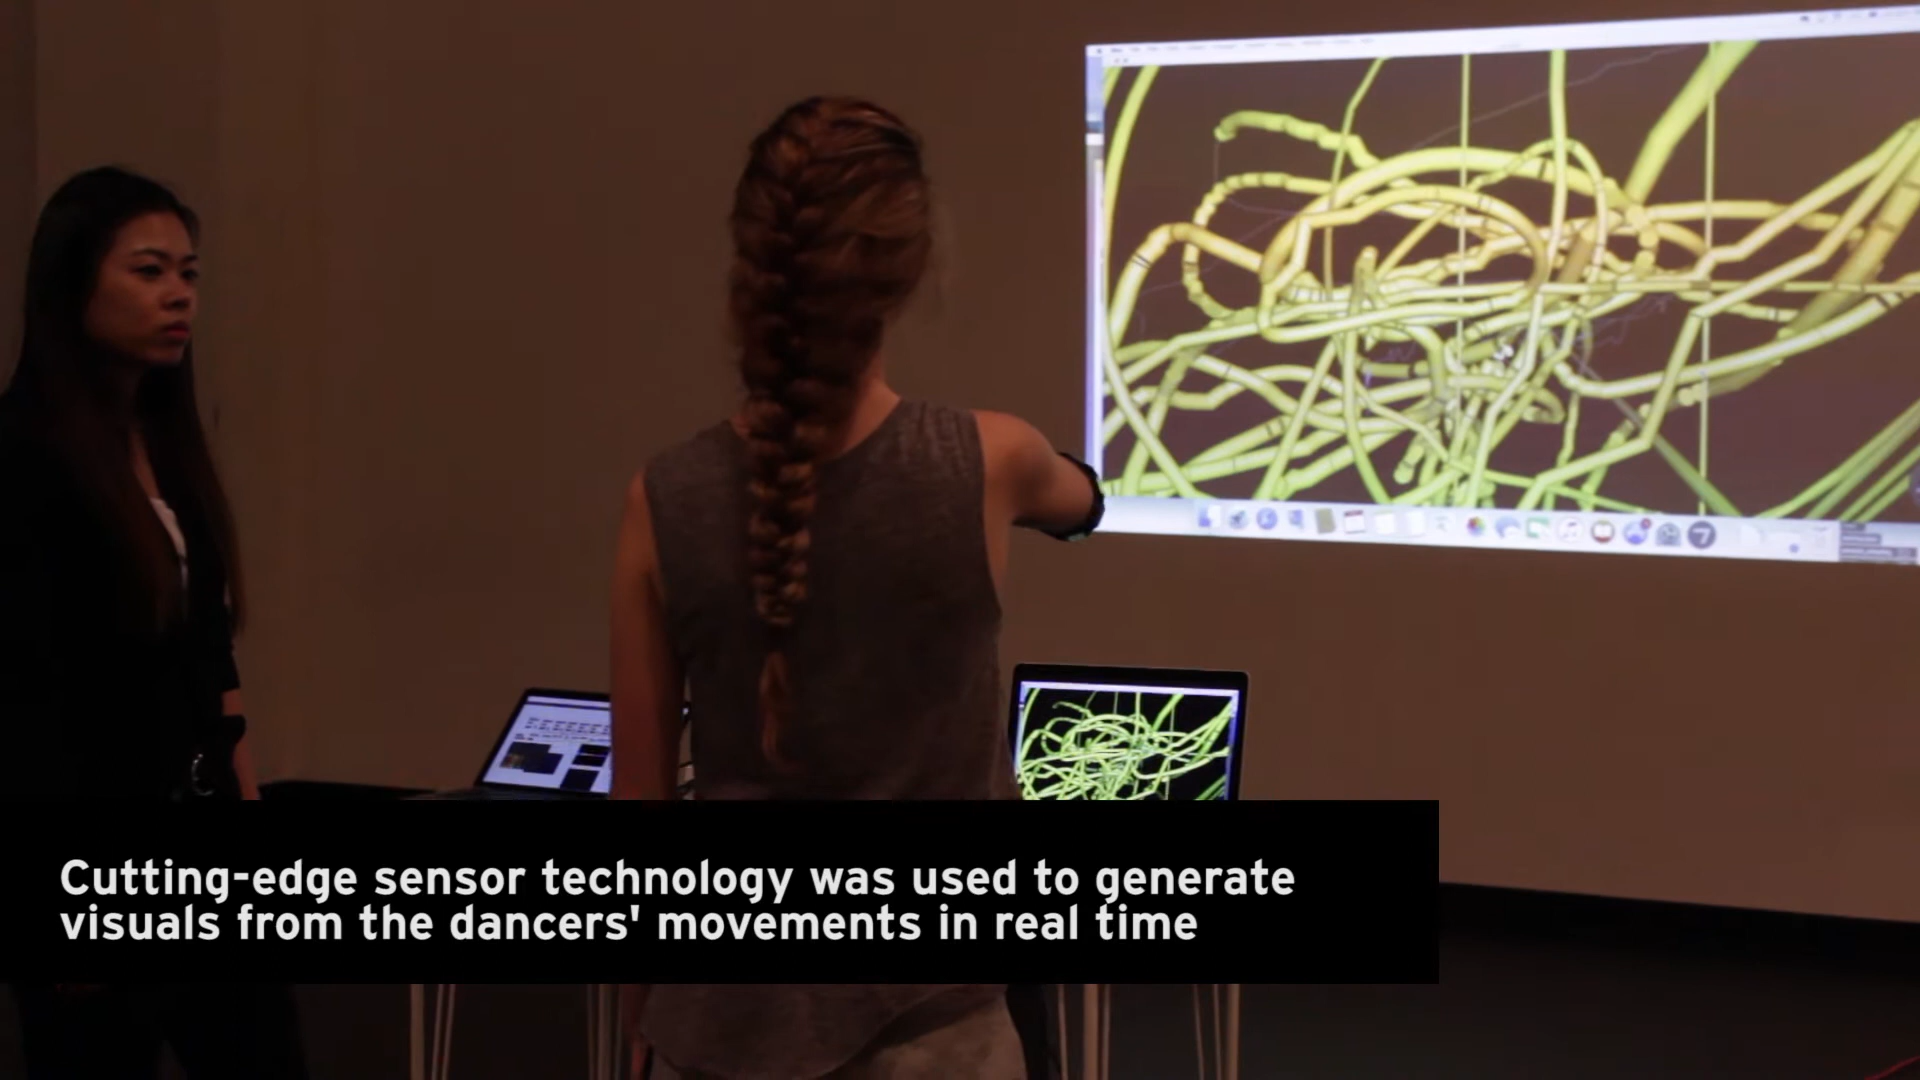 Cutting-edge sensor technology was used to generate
visuals from the dancers' movements in real time